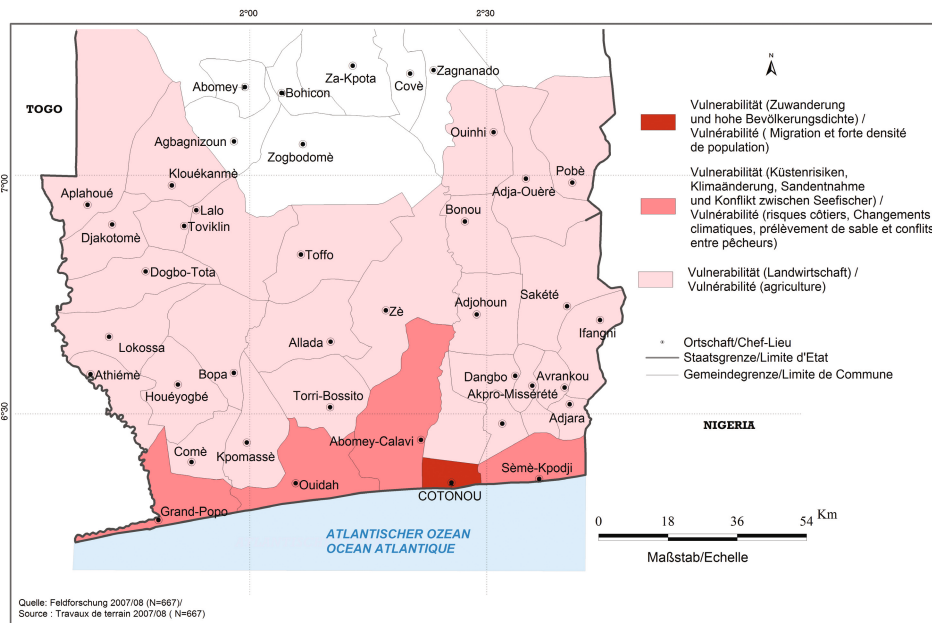 2°00
2°30
N
TOGO
Abomey
Bohicon
Za-Kpota
Covè
Zagnanado
Agbagnizoun
Zogbodomè
Ouinhi
7°00
Klouékanmè
Aplahoué
Lalo
Toviklin
Djakotomè
Adja-Ouèrè
Pobè
Bonou
Toffo
Dogbo-Tota
Zè
Adjohoun
Sakété
Ifangni
Lokossa
Allada
Athiémè
Bopa
Houéyogbé
Torri-Bossito
Dangbo
Avrankou
Akpro-Missérété
Adjara
6°30
Abomey-Calavi
Comè
Kpomassè
Ouidah
Sèmè-Kpodji
COTONOU
Grand-Popo
NIGERIA
ATLANTISCHER OZEAN
OCEAN ATLANTIQUE
Vulnerabilität (Zuwanderung
und hohe Bevölkerungsdichte) /
Vulnérabilité ( Migration et forte densité
de population)
Vulnerabilität (Küstenrisiken,
Klimaänderung, Sandentnahme
und Konflikt zwischen Seefischer) /
Vulnérabilité (risques côtiers, Changements
climatiques, prélèvement de sable et conflits
entre pêcheurs)
Vulnerabilität (Landwirtschaft) /
Vulnérabilité (agriculture)
Ortschaft/Chef-Lieu
Staatsgrenze/Limite d'Etat
Gemeindegrenze/Limite de Commune
0 18 36 54 Km
Maßstab/Echelle
Quelle: Feldforschung 2007/08 (N=667)/
Source : Travaux de terrain 2007/08 ( N=667)